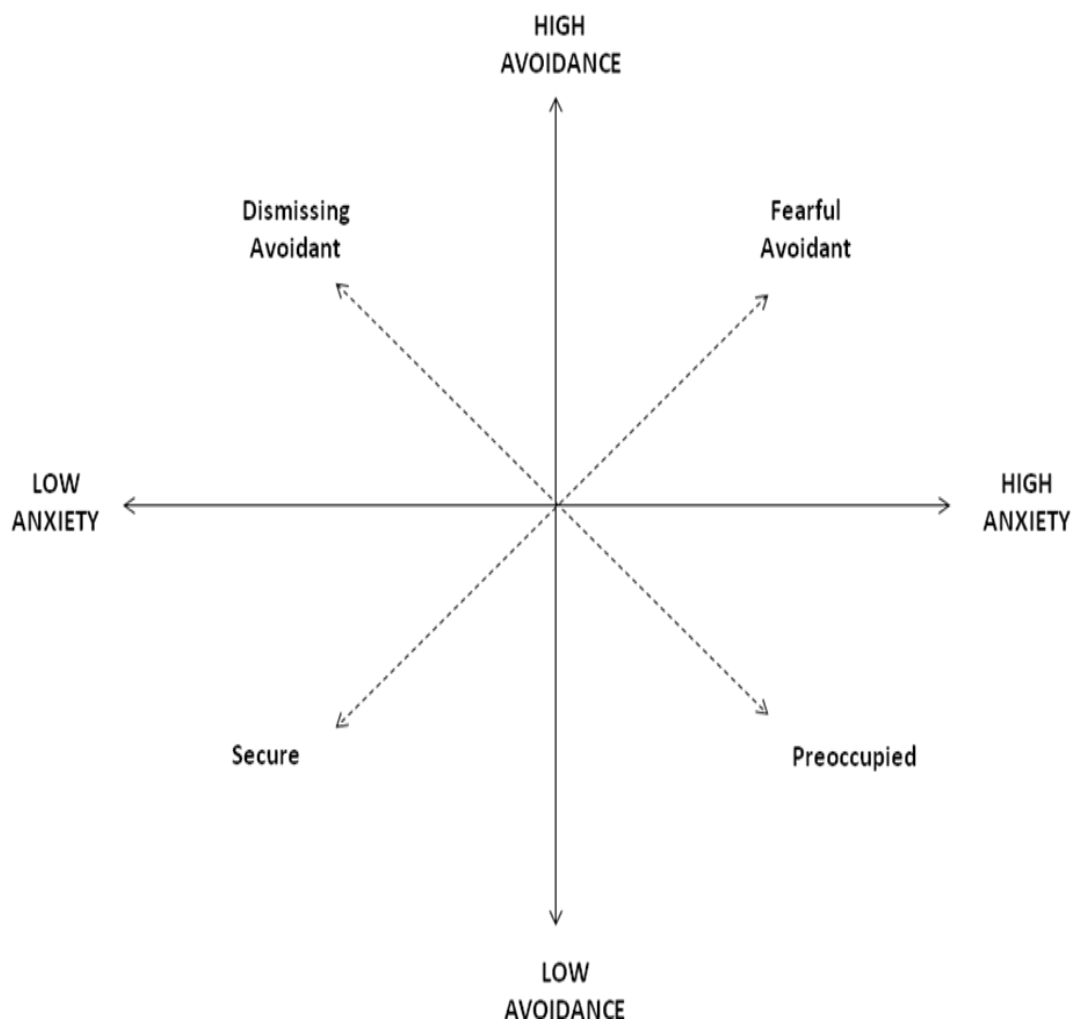 HIGH
AVOIDANCE
Dismissing
Avoidant
Fearful
Avoidant
LOW
ANXIETY
HIGH
ANXIETY
Secure
Preoccupied
LOW
AVOIDANCE